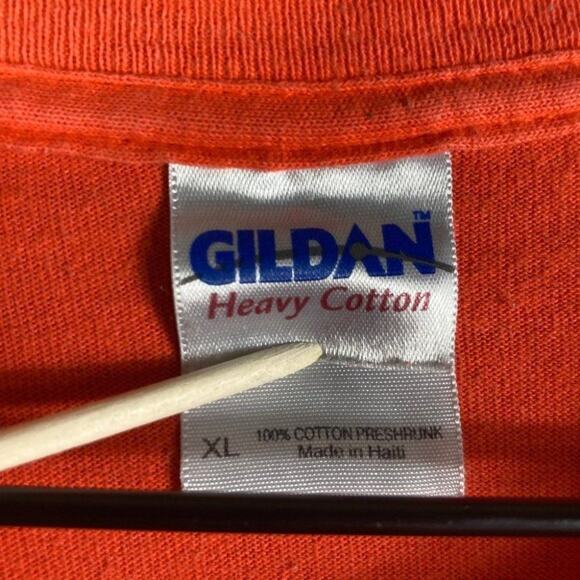 GILDAN™
Heavy Cotton
XL
100% COTTON PRESHRUNK
Made in Haiti